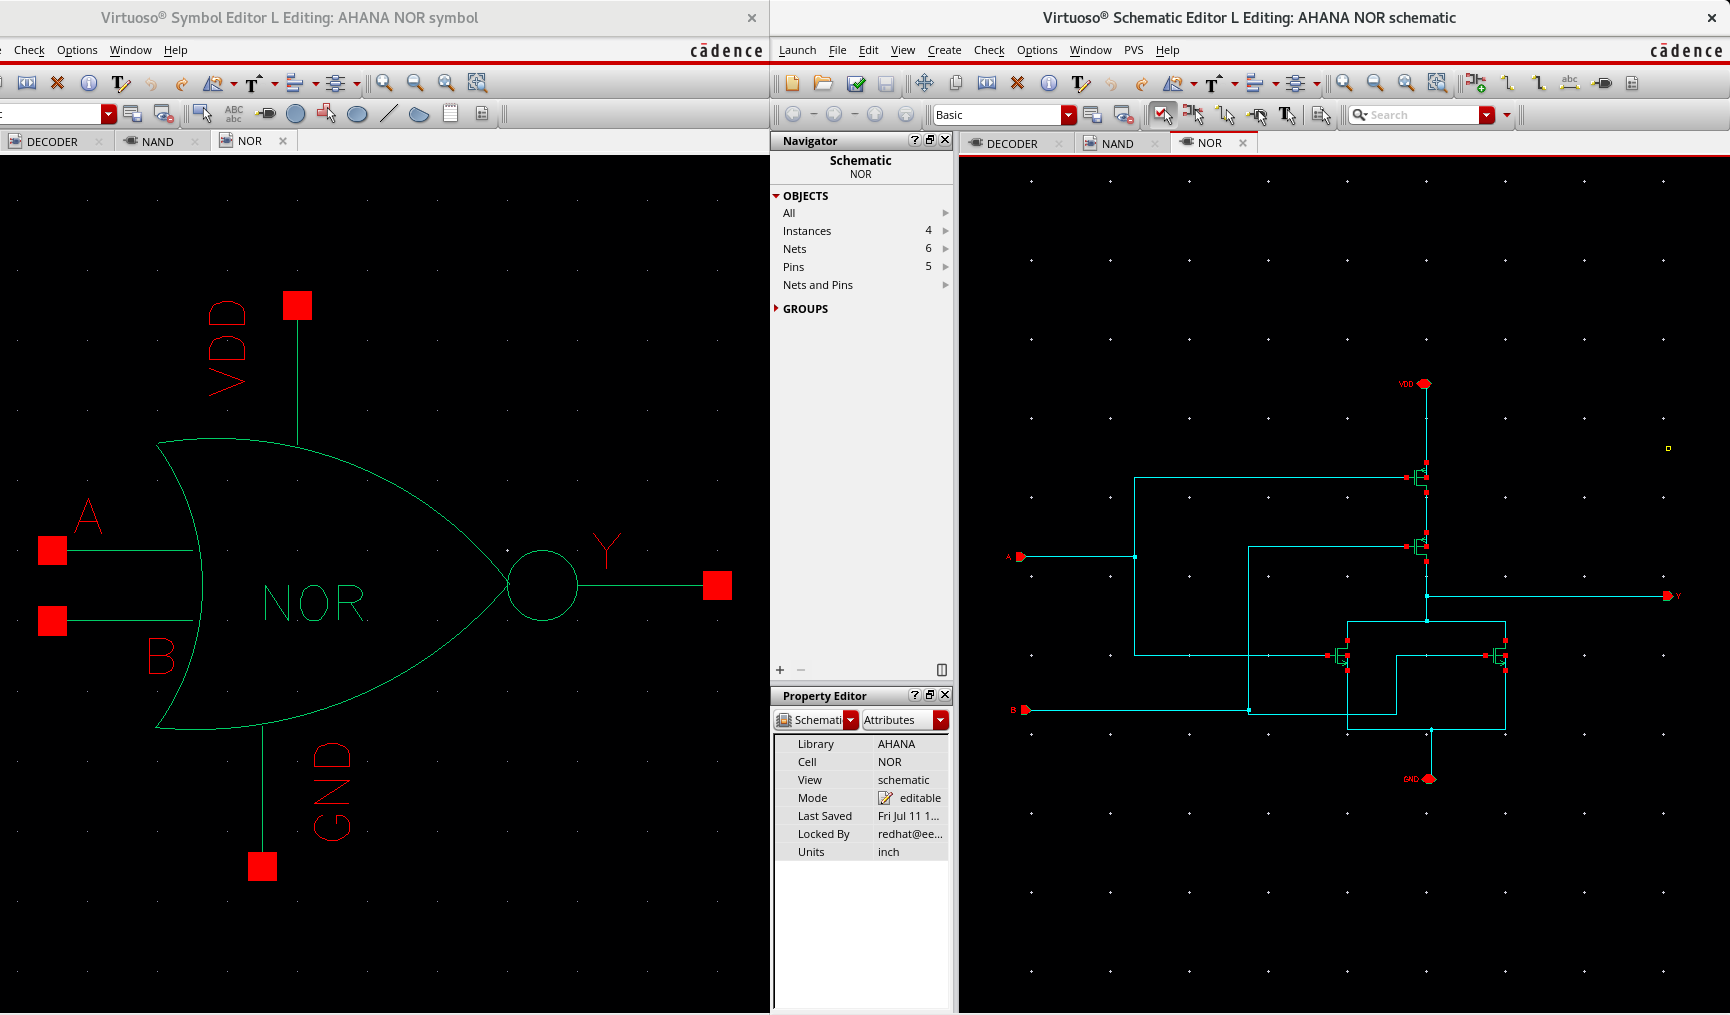 Virtuoso® Symbol Editor L Editing: AHANA NOR symbol
Check Options Window Help
cādence
ABC
abc
DECODER NAND NOR
VDD
A
Y
NOR
B
GND
Virtuoso® Schematic Editor L Editing: AHANA NOR schematic
Launch File Edit View Create Check Options Window PVS Help
cādence
abc
Basic
Search
Navigator
Schematic
NOR
OBJECTS
All
Instances 4
Nets 6
Pins 5
Nets and Pins
GROUPS
Property Editor
Schemati Attributes
Library AHANA
Cell NOR
View schematic
Mode editable
Last Saved Fri Jul 11 1...
Locked By redhat@ee...
Units inch
DECODER NAND NOR
VDD
A
Y
B
GND